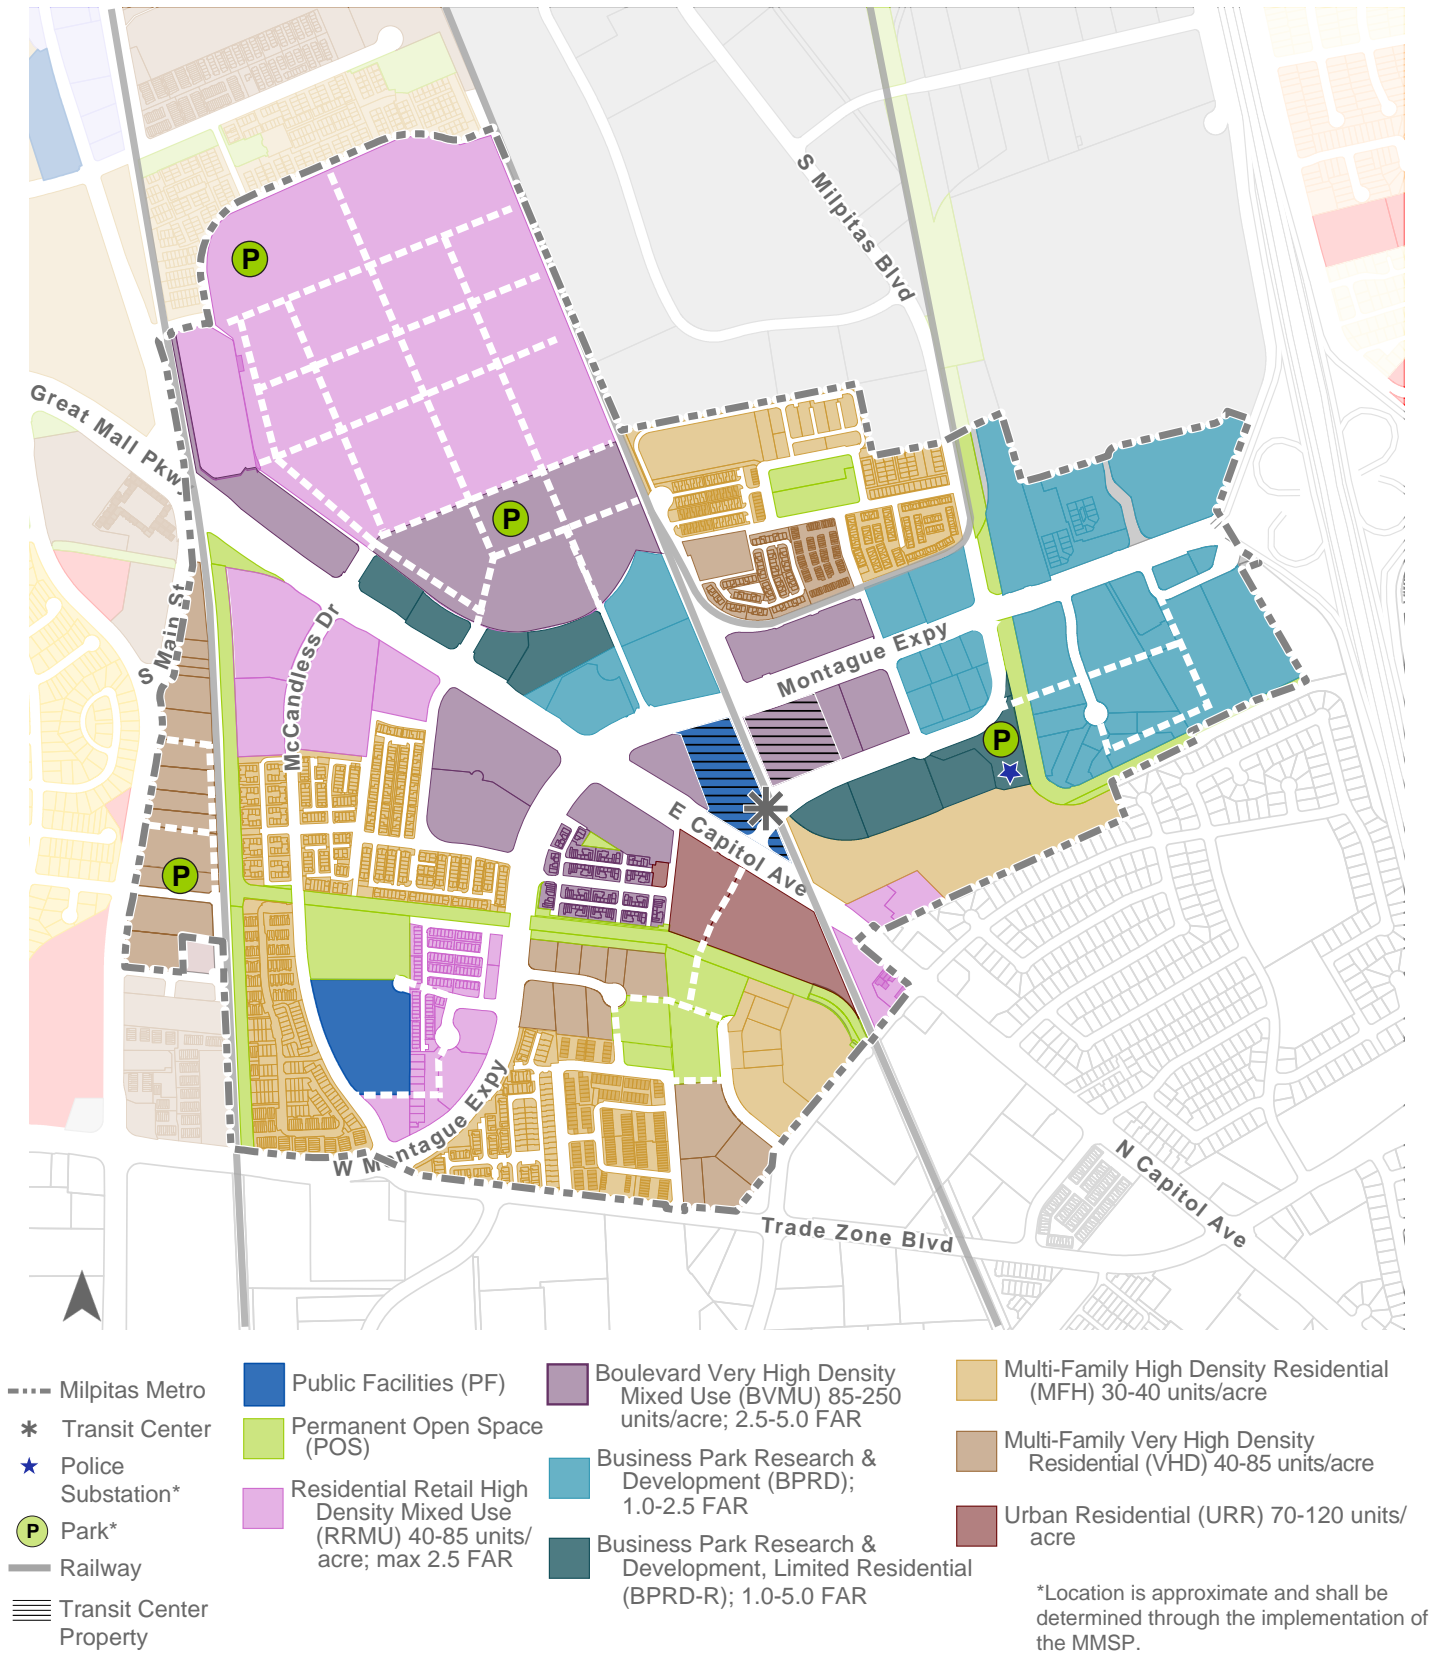 S Milpitas Blvd
P
Great Mall Pkwy
P
S Main St
McCandless Dr
Montague Expy
P
E Capitol Ave
P
W Montague Expy
N Capitol Ave
Trade Zone Blvd
Milpitas Metro
Transit Center
Police
Substation*
P Park*
Railway
Transit Center
Property
Public Facilities (PF)
Permanent Open Space
(POS)
Residential Retail High
Density Mixed Use
(RRMU) 40-85 units/
acre; max 2.5 FAR
Boulevard Very High Density
Mixed Use (BVMU) 85-250
units/acre; 2.5-5.0 FAR
Business Park Research &
Development (BPRD);
1.0-2.5 FAR
Business Park Research &
Development, Limited Residential
(BPRD-R); 1.0-5.0 FAR
Multi-Family High Density Residential
(MFH) 30-40 units/acre
Multi-Family Very High Density
Residential (VHD) 40-85 units/acre
Urban Residential (URR) 70-120 units/
acre
*Location is approximate and shall be
determined through the implementation of
the MMSP.